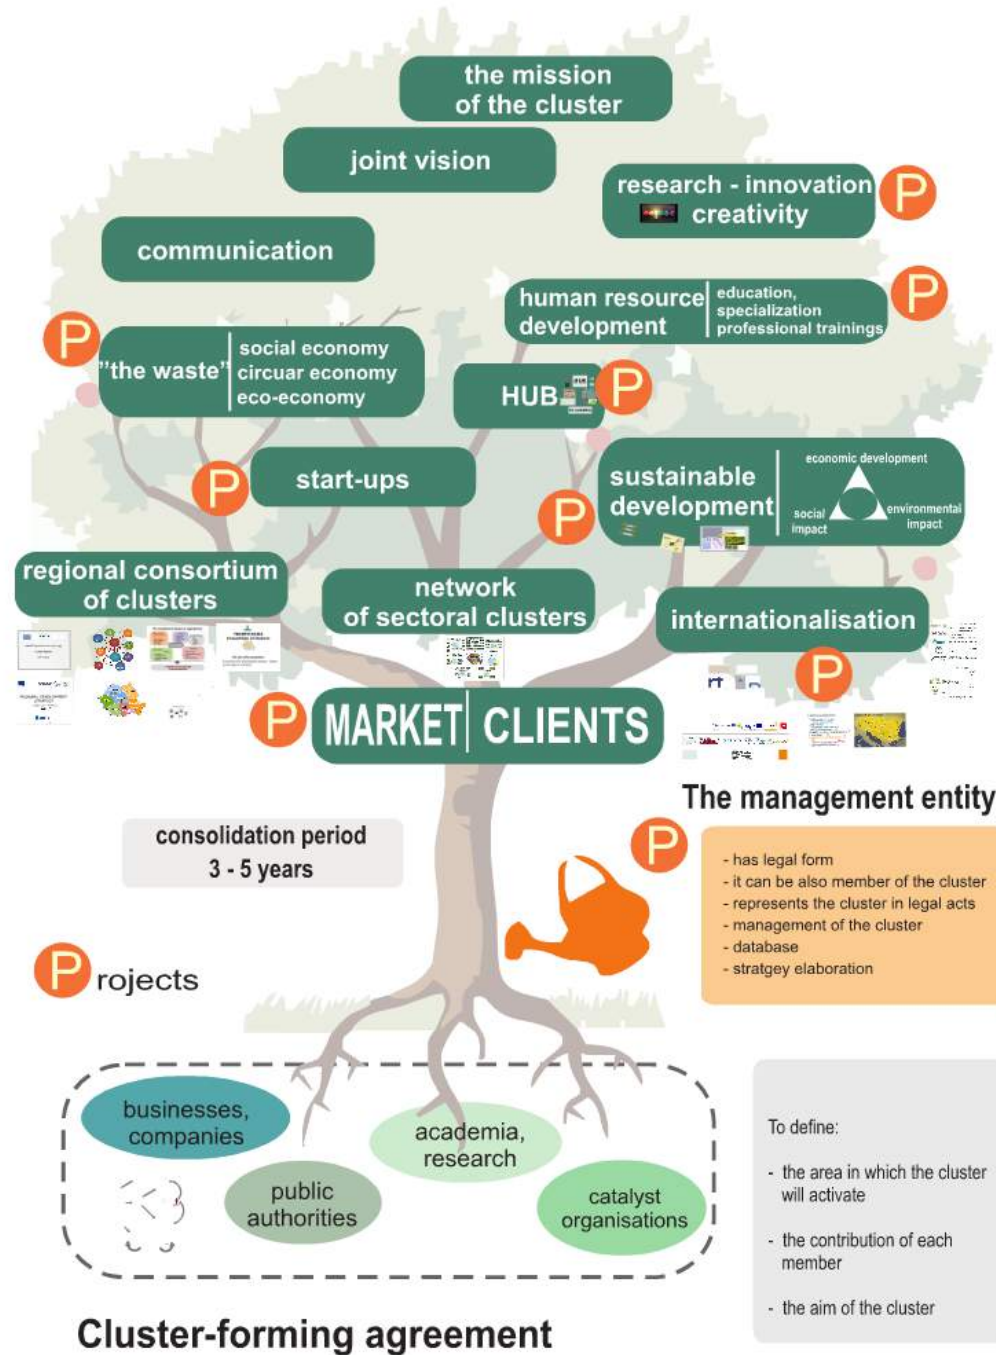 the mission
of the cluster
joint vision
research - innovation
creativity
P
communication
human resource
development
education,
specialization
professional trainings
P
P
"the waste"
social economy
circuar economy
eco-economy
HUB
P
start-ups
P
sustainable
development
economic development
social
impact
environmental
impact
P
regional consortium
of clusters
network
of sectoral clusters
internationalisation
P
P
MARKET
CLIENTS
The management entity
consolidation period
3 - 5 years
P
- has legal form
- it can be also member of the cluster
- represents the cluster in legal acts
- management of the cluster
- database
- stratgey elaboration
Projects
businesses,
companies
academia,
research
public
authorities
catalyst
organisations
To define:
- the area in which the cluster
will activate
- the contribution of each
member
- the aim of the cluster
Cluster-forming agreement